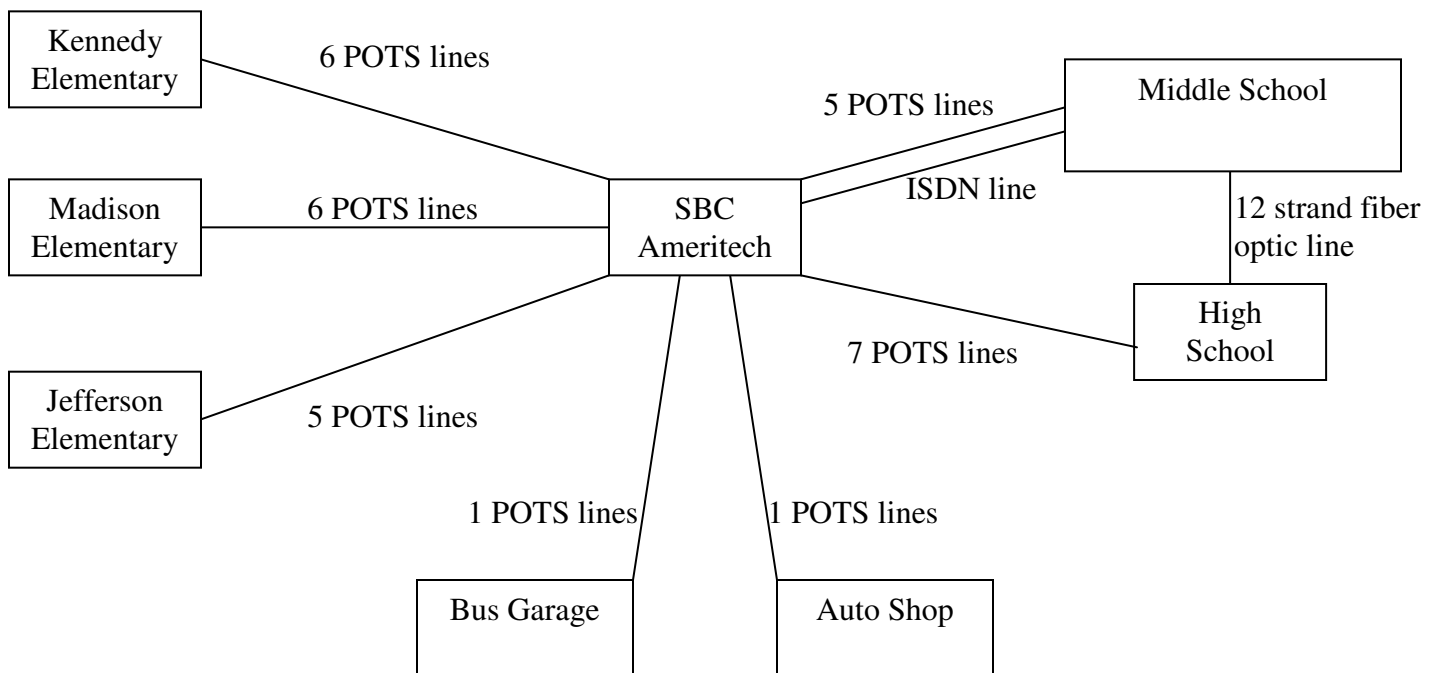 Kennedy
Elementary
6 POTS lines
5 POTS lines
Middle School
ISDN line
Madison
Elementary
6 POTS lines
SBC
Ameritech
12 strand fiber
optic line
High
School
7 POTS lines
Jefferson
Elementary
5 POTS lines
1 POTS lines
1 POTS lines
Bus Garage
Auto Shop